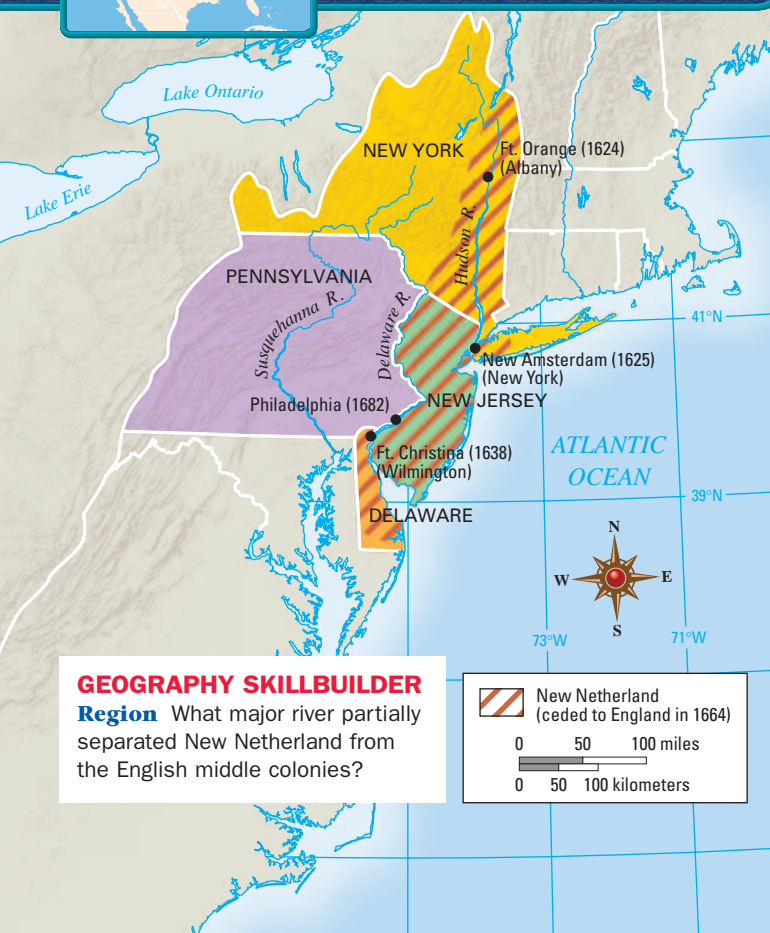 Lake Ontario
Lake Erie
NEW YORK
Ft. Orange (1624)
(Albany)
Hudson R.
PENNSYLVANIA
Susquehanna R.
Delaware R.
41°N
New Amsterdam (1625)
(New York)
Philadelphia (1682)
NEW JERSEY
Ft. Christina (1638)
(Wilmington)
ATLANTIC
OCEAN
39°N
DELAWARE
N
W
E
S
73°W
71°W
GEOGRAPHY SKILLBUILDER
Region What major river partially
separated New Netherland from
the English middle colonies?
New Netherland
(ceded to England in 1664)
0 50 100 miles
0 50 100 kilometers